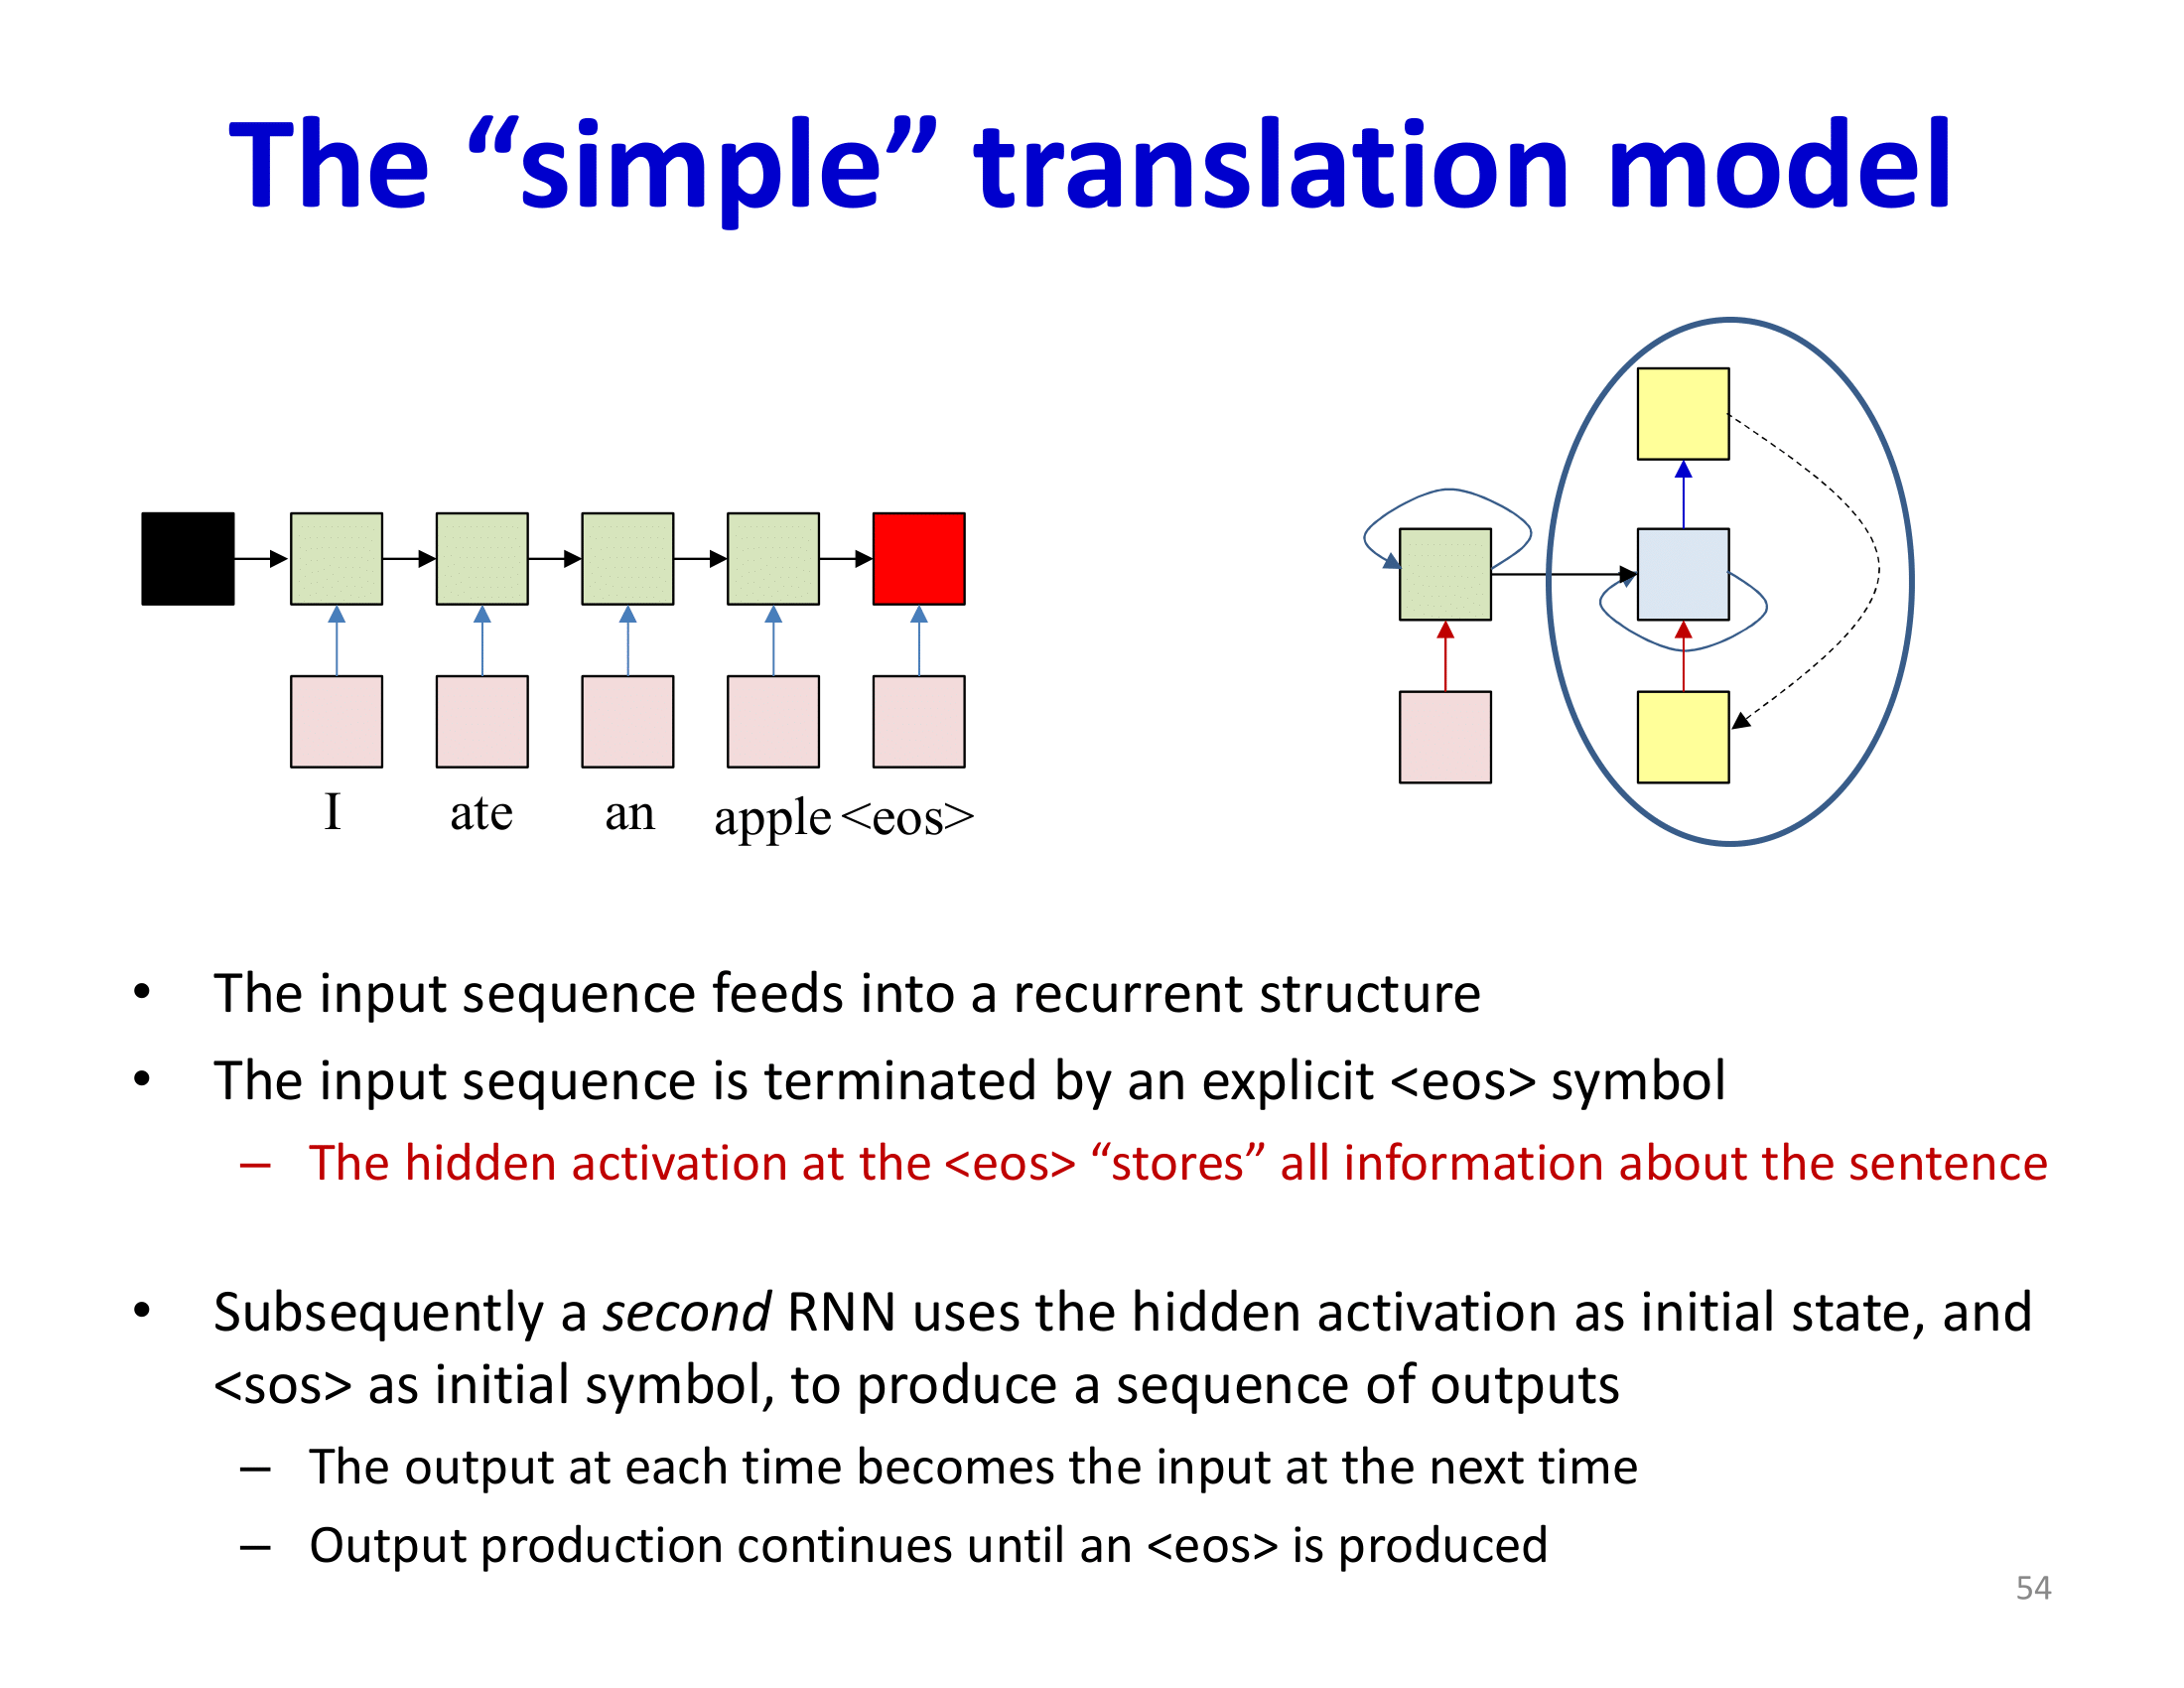 The “simple” translation model
I ate an apple <eos>
• The input sequence feeds into a recurrent structure
• The input sequence is terminated by an explicit <eos> symbol
– The hidden activation at the <eos> “stores” all information about the sentence
• Subsequently a second RNN uses the hidden activation as initial state, and
<sos> as initial symbol, to produce a sequence of outputs
– The output at each time becomes the input at the next time
– Output production continues until an <eos> is produced
54